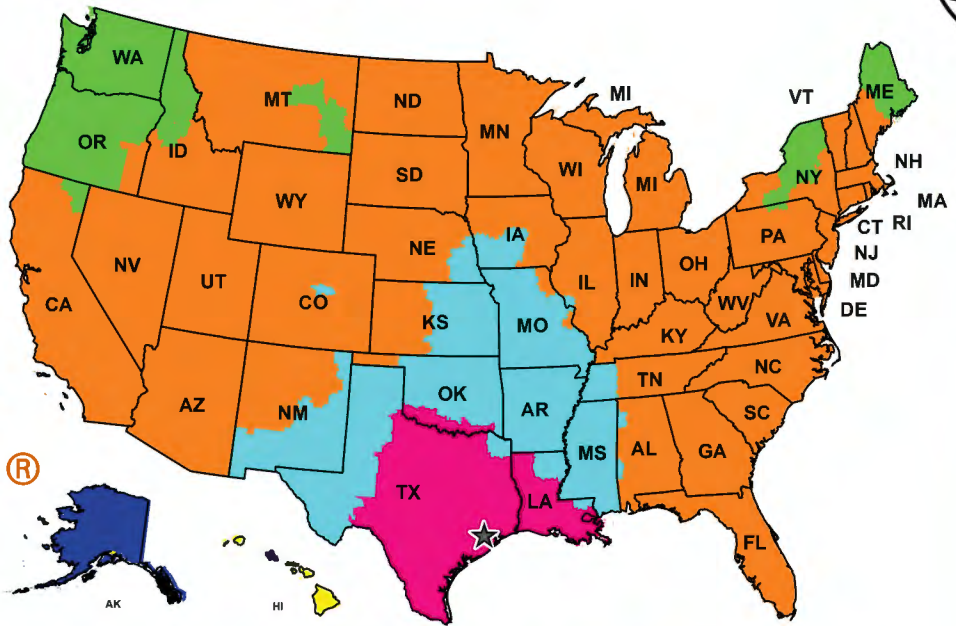 WA
MT
ND
MN
MI
VT
ME
OR
ID
SD
WI
MI
NY
NH
WY
MA
IA
CT
RI
NE
PA
NJ
NV
UT
CO
IL
IN
OH
MD
CA
KS
MO
WV
VA
DE
KY
AZ
NM
OK
AR
TN
NC
SC
MS
AL
GA
®
TX
LA
FL
AK
HI